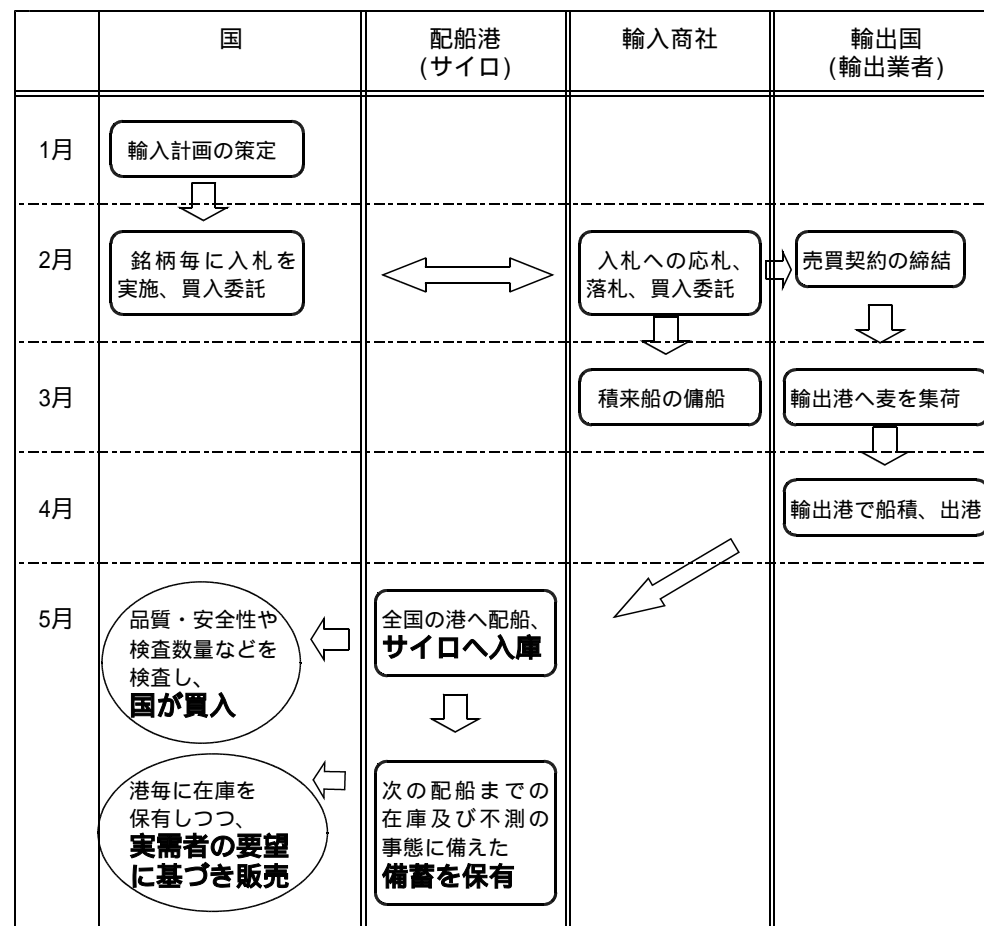 国
配船港
(サイロ)
輸入商社
輸出国
(輸出業者)
1月
輸入計画の策定
2月
銘柄毎に入札を
実施、買入委託
入札への応札、
落札、買入委託
売買契約の締結
3月
積来船の傭船
輸出港へ麦を集荷
4月
輸出港で船積、出港
5月
品質・安全性や
検査数量などを
検査し、
国が買入
全国の港へ配船、
サイロへ入庫
港毎に在庫を
保有しつつ、
実需者の要望
に基づき販売
次の配船までの
在庫及び不測の
事態に備えた
備蓄を保有